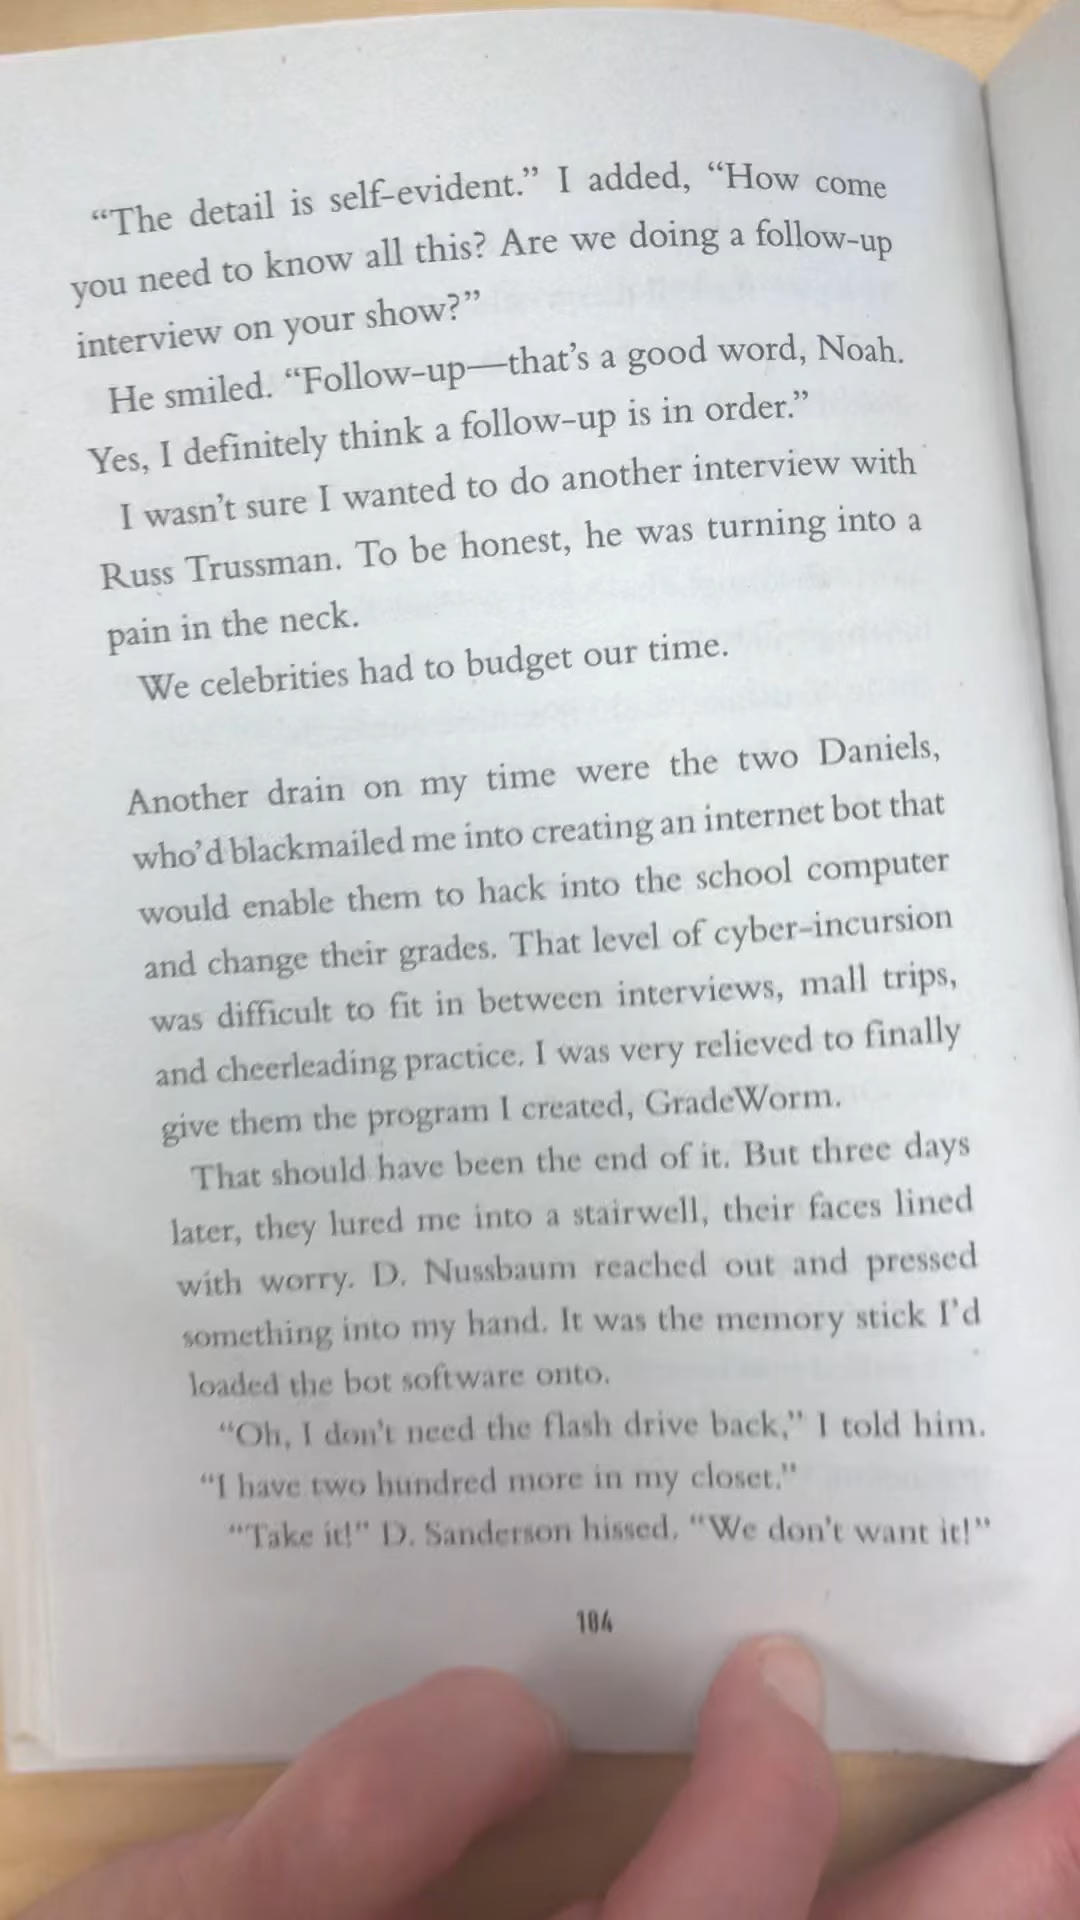 “The detail is self-evident.” I added, “How come
you need to know all this? Are we doing a follow-up
interview on your show?”
He smiled. “Follow-up—that’s a good word, Noah.
Yes, I definitely think a follow-up is in order.”
I wasn’t sure I wanted to do another interview with
Russ Trussman. To be honest, he was turning into a
pain in the neck.
We celebrities had to budget our time.
Another drain on my time were the two Daniels,
who’d blackmailed me into creating an internet bot that
would enable them to hack into the school computer
and change their grades. That level of cyber-incursion
was difficult to fit in between interviews, mall trips,
and cheerleading practice. I was very relieved to finally
give them the program I created, GradeWorm.
That should have been the end of it. But three days
later, they lured me into a stairwell, their faces lined
with worry. D. Nussbaum reached out and pressed
something into my hand. It was the memory stick I’d
loaded the bot software onto.
“Oh, I don’t need the flash drive back,” I told him.
“I have two hundred more in my closet.”
“Take it!” D. Sanderson hissed. “We don’t want it!”
184